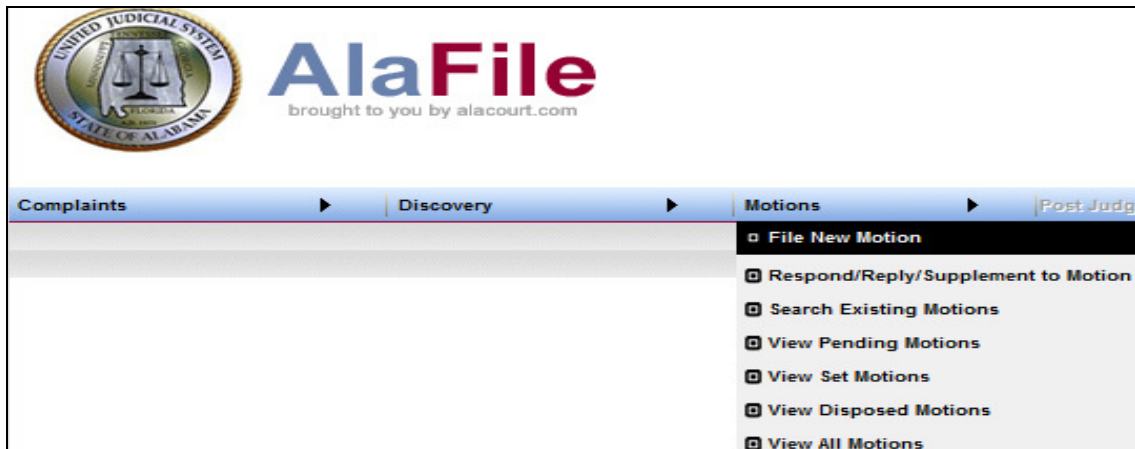 UNIFIED JUDICIAL SYSTEM
STATE OF ALABAMA
AlaFile
brought to you by alacourt.com
Complaints
Discovery
Motions
Post Judg
File New Motion
Respond/Reply/Supplement to Motion
Search Existing Motions
View Pending Motions
View Set Motions
View Disposed Motions
View All Motions